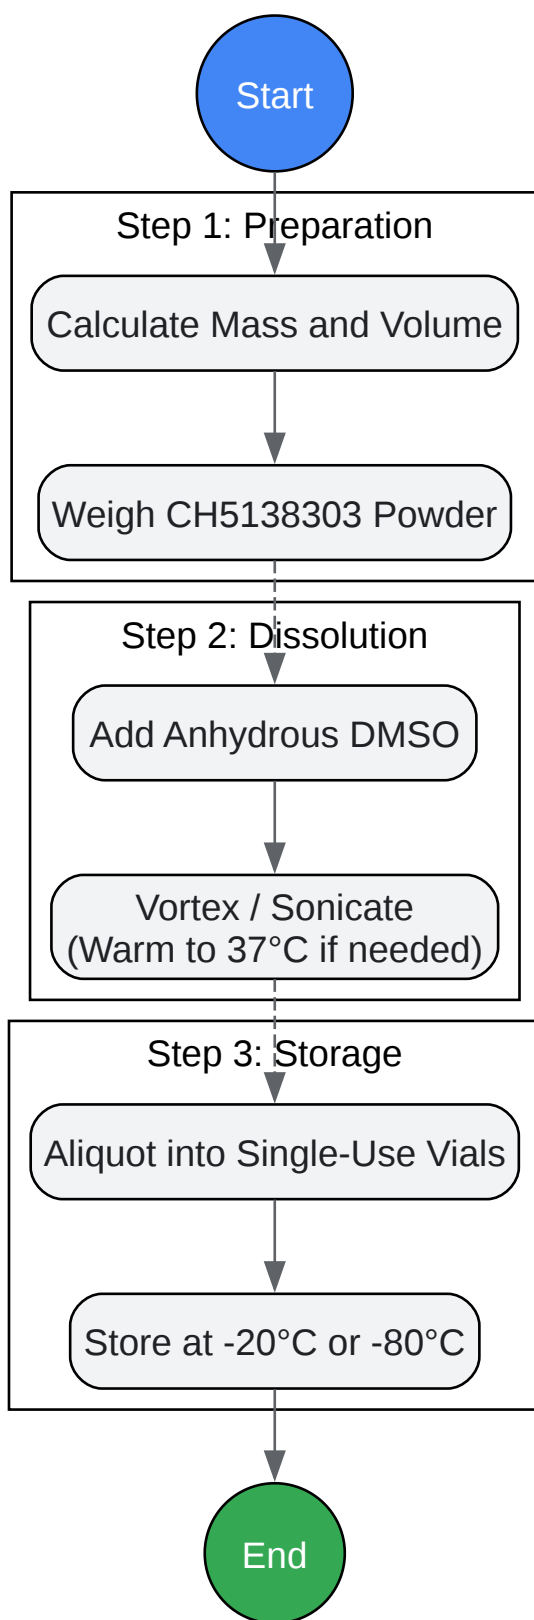 Start
Step 1: Preparation
Calculate Mass and Volume
Weigh CH5138303 Powder
Step 2: Dissolution
Add Anhydrous DMSO
Vortex / Sonicate
(Warm to 37°C if needed)
Step 3: Storage
Aliquot into Single-Use Vials
Store at -20°C or -80°C
End